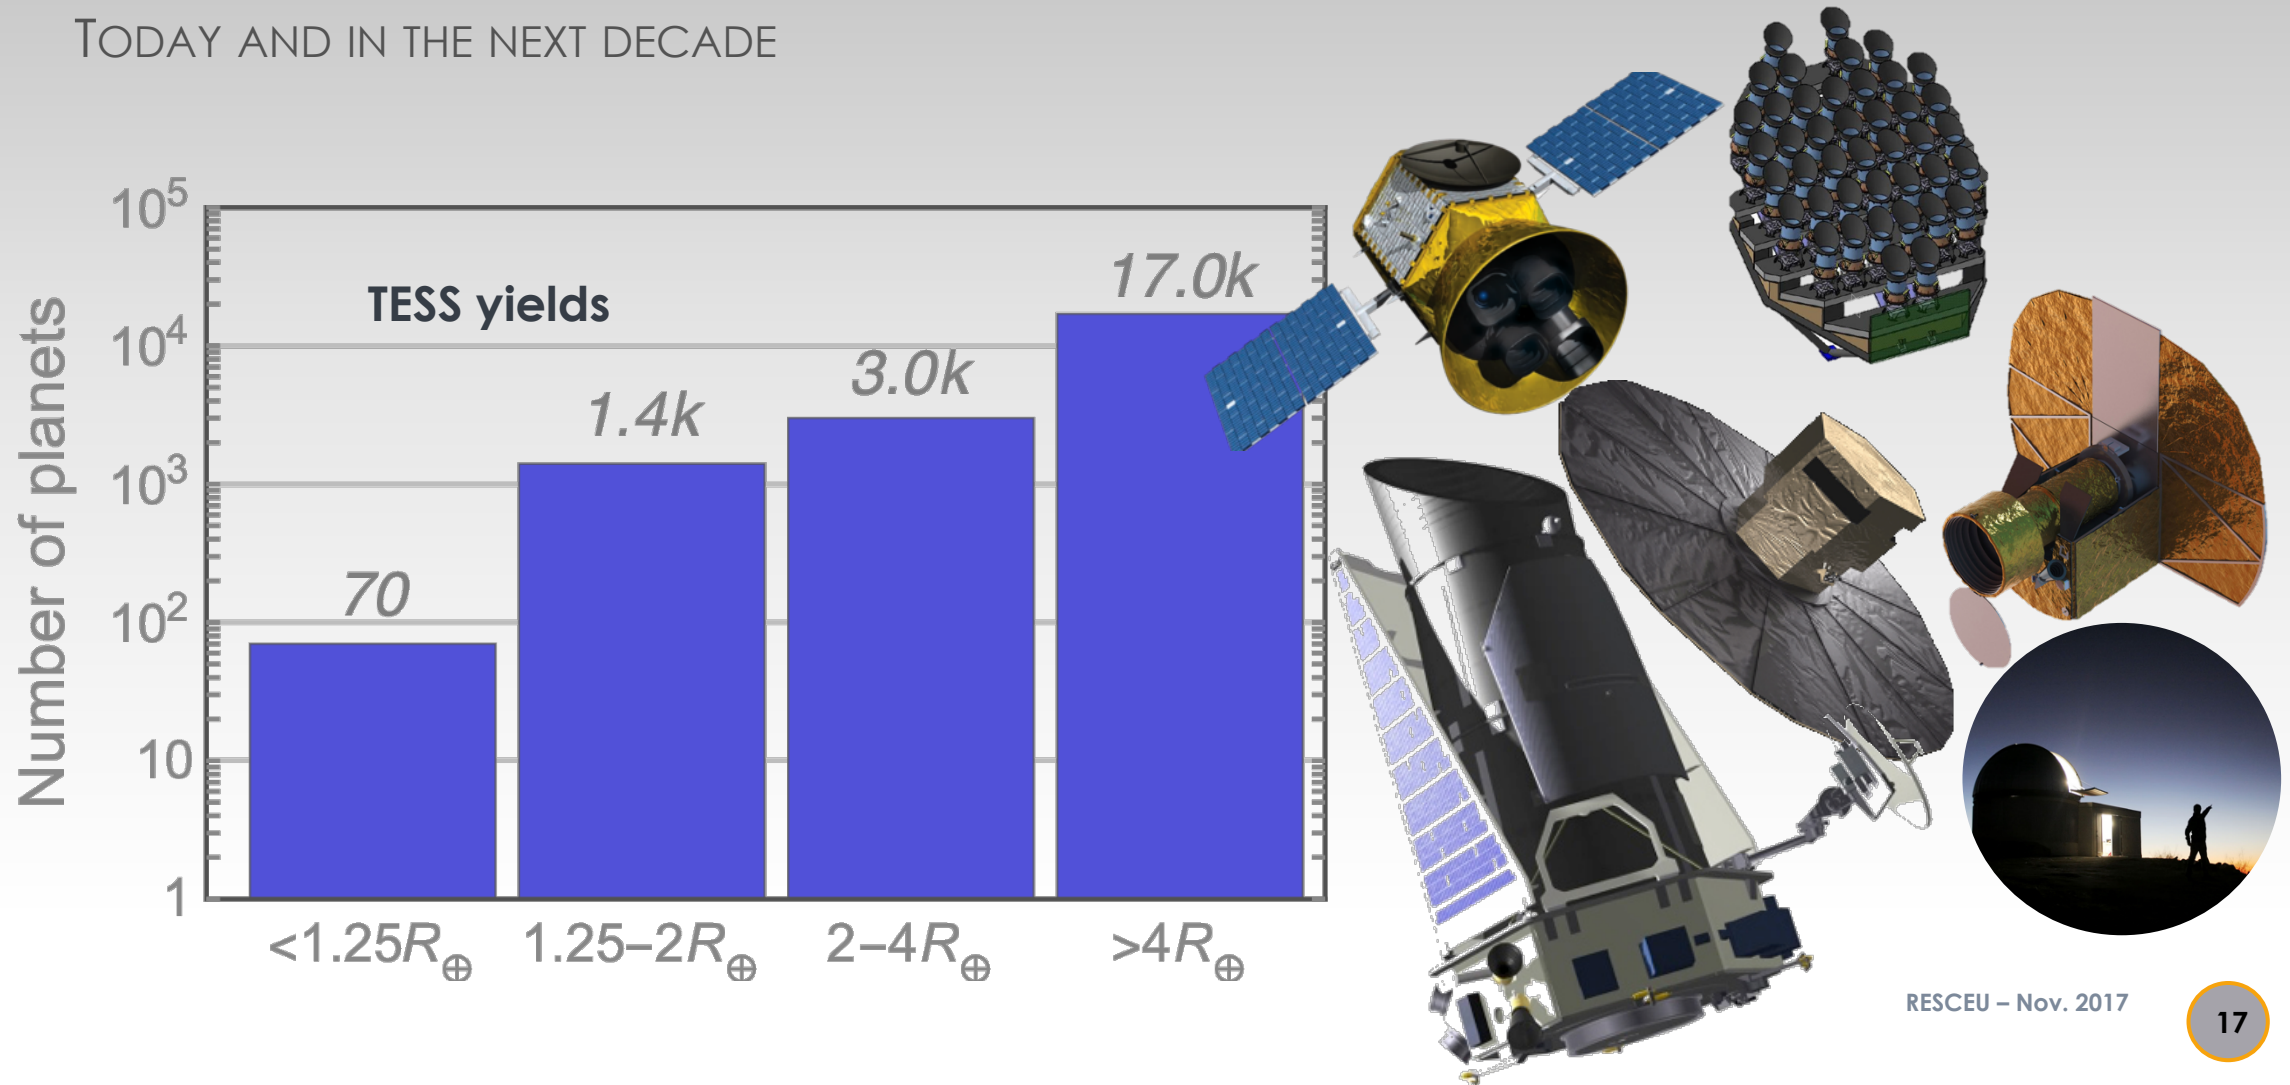 TODAY AND IN THE NEXT DECADE
TESS yields
Number of planets
10⁵
10⁴
10³
10²
10
1
70
1.4k
3.0k
17.0k
<1.25R⊕
1.25–2R⊕
2–4R⊕
>4R⊕
RESCEU – Nov. 2017
17